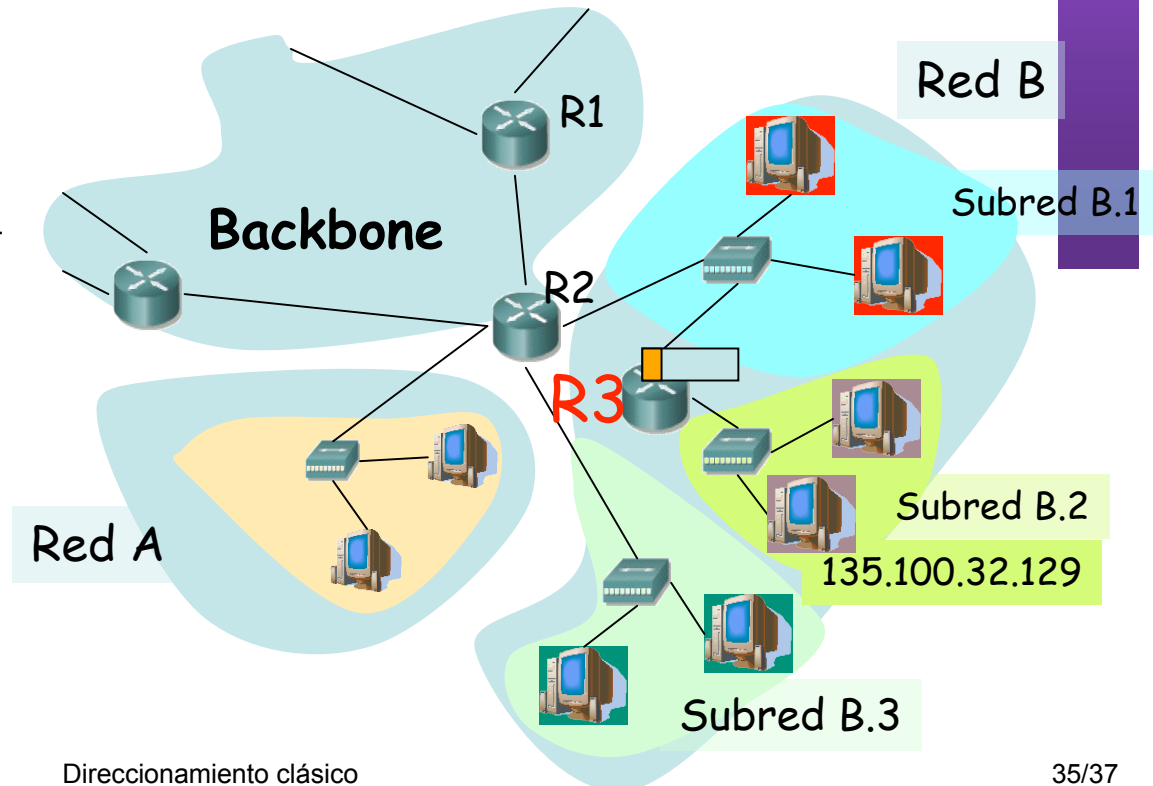 Red B
R1
Subred B.1
Backbone
R2
R3
Subred B.2
Red A
135.100.32.129
Subred B.3
Direccionamiento clásico
35/37